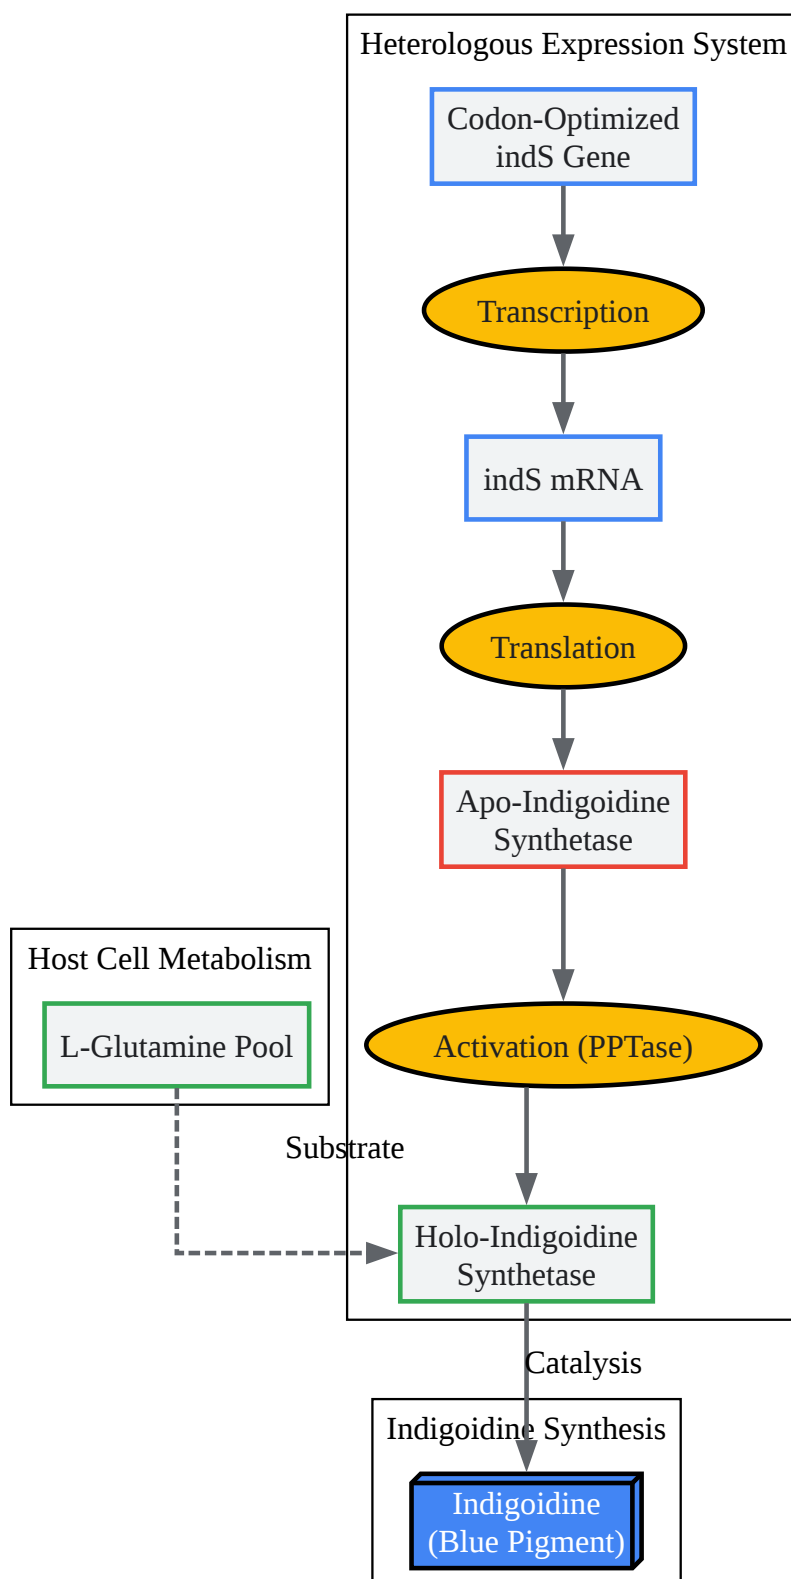 Heterologous Expression System
Codon-Optimized
indS Gene
Transcription
indS mRNA
Translation
Apo-Indigoidine
Synthetase
Host Cell Metabolism
L-Glutamine Pool
Activation (PPTase)
Substrate
Holo-Indigoidine
Synthetase
Catalysis
Indigoidine Synthesis
Indigoidine
(Blue Pigment)